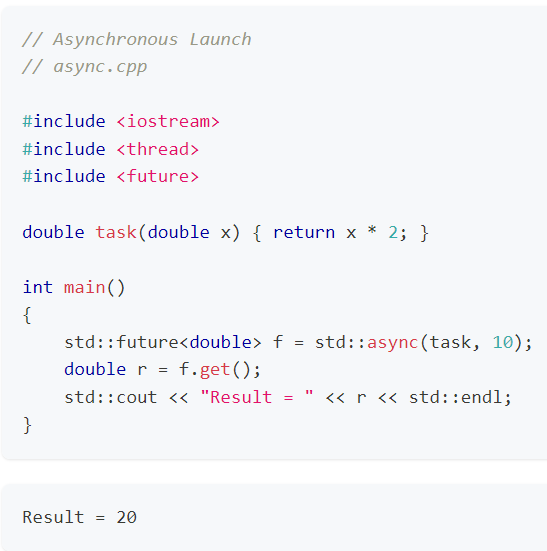 // Asynchronous Launch
// async.cpp
#include <iostream>
#include <thread>
#include <future>
double task(double x) { return x * 2; }
int main()
{
    std::future<double> f = std::async(task, 10);
    double r = f.get();
    std::cout << "Result = " << r << std::endl;
}
Result = 20